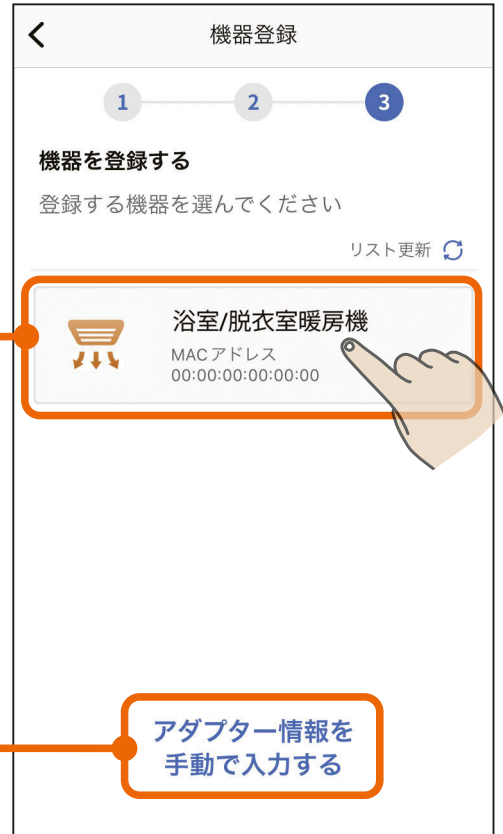 機器登録
1 2 3
機器を登録する
登録する機器を選んでください
リスト更新
浴室/脱衣室暖房機
MACアドレス
00:00:00:00:00:00
アダプター情報を
手動で入力する